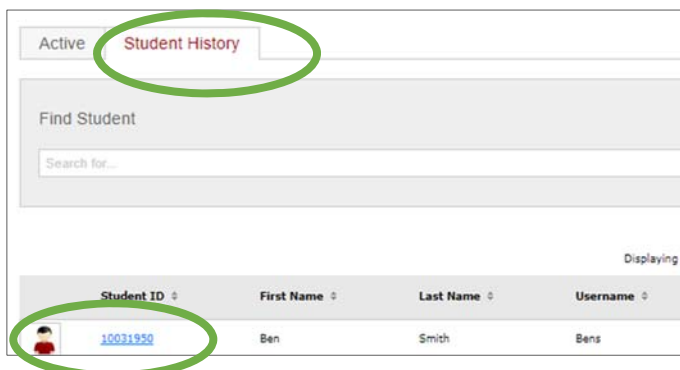 Active Student History
Find Student
Search for...
Displaying
Student ID First Name Last Name Username
10031950 Ben Smith Bens